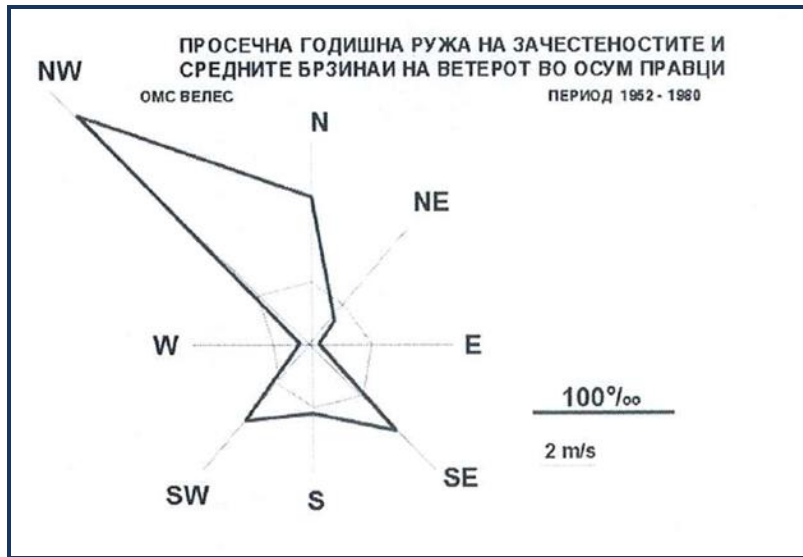 ПРОСЕЧНА ГОДИШНА РУЖА НА ЗАЧЕСТЕНОСТИТЕ И
СРЕДНИТЕ БРЗИНАИ НА ВЕТЕРОТ ВО ОСУМ ПРАВЦИ
ОМС ВЕЛЕС ПЕРИОД 1952 - 1980
NW
N
NE
W
E
100‰
2 m/s
SW
S
SE